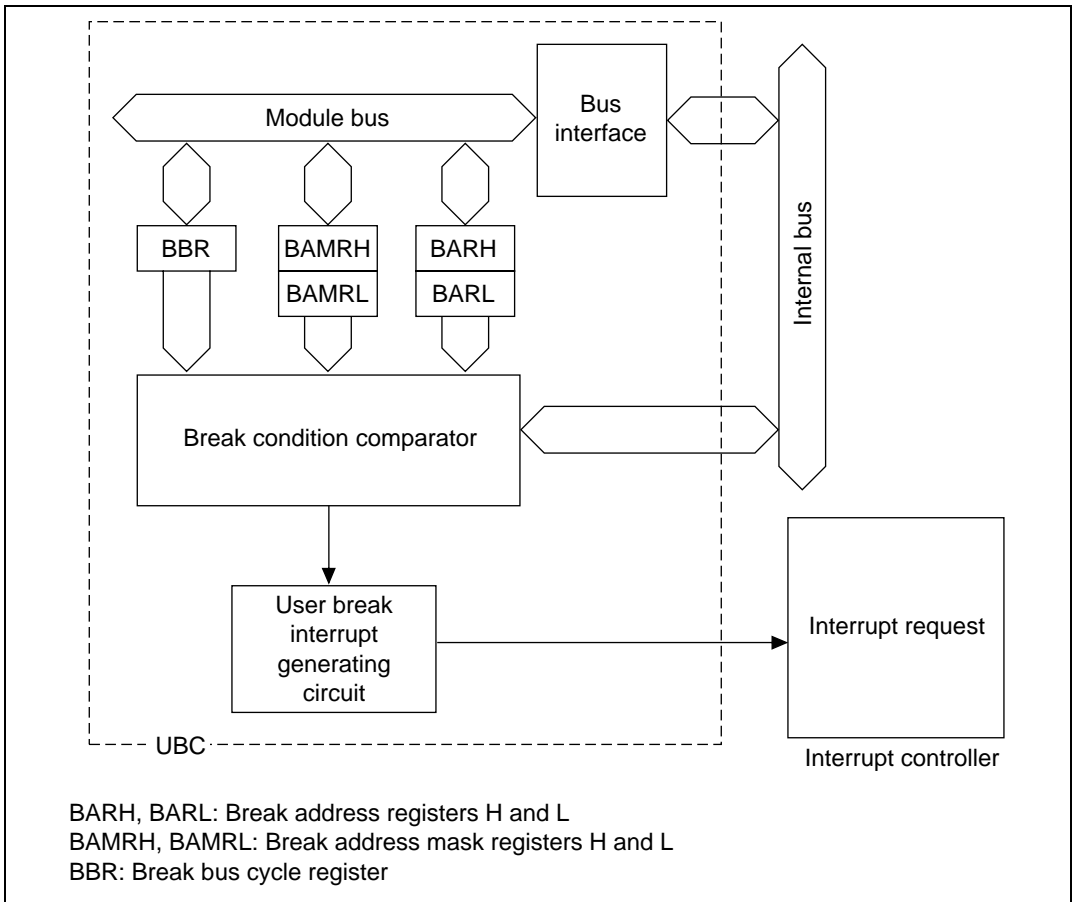 Module bus
Bus
interface
Internal bus
BBR
BAMRH
BARH
BAMRL
BARL
Break condition comparator
User break
interrupt
generating
circuit
Interrupt request
UBC
Interrupt controller
BARH, BARL: Break address registers H and L
BAMRH, BAMRL: Break address mask registers H and L
BBR: Break bus cycle register